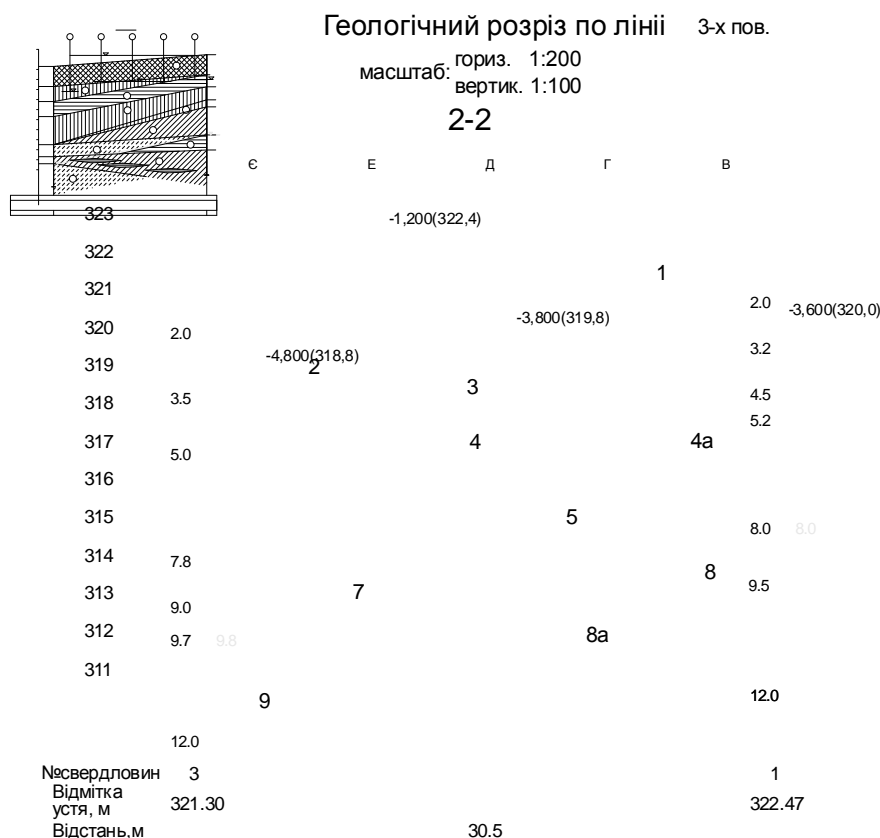 Геологічний розріз по лініі 3-х пов.
масштаб: гориз. 1:200
вертик. 1:100
2-2
Є Е Д Г В
323 -1,200(322,4)
322
1
321
2.0 -3,600(320,0)
-3,800(319,8)
320 2.0
3.2
-4,800(318,8)
319 2
3
318 3.5 4.5
5.2
317 4 4а
5.0
316
315 5
8.0 8.0
314 7.8
8
313 7 9.5
9.0
312 8а
9.7 9.8
311
9 12.0
12.0
№свердловин 3 1
Відмітка
устя, м 321.30 322.47
Відстань,м 30.5